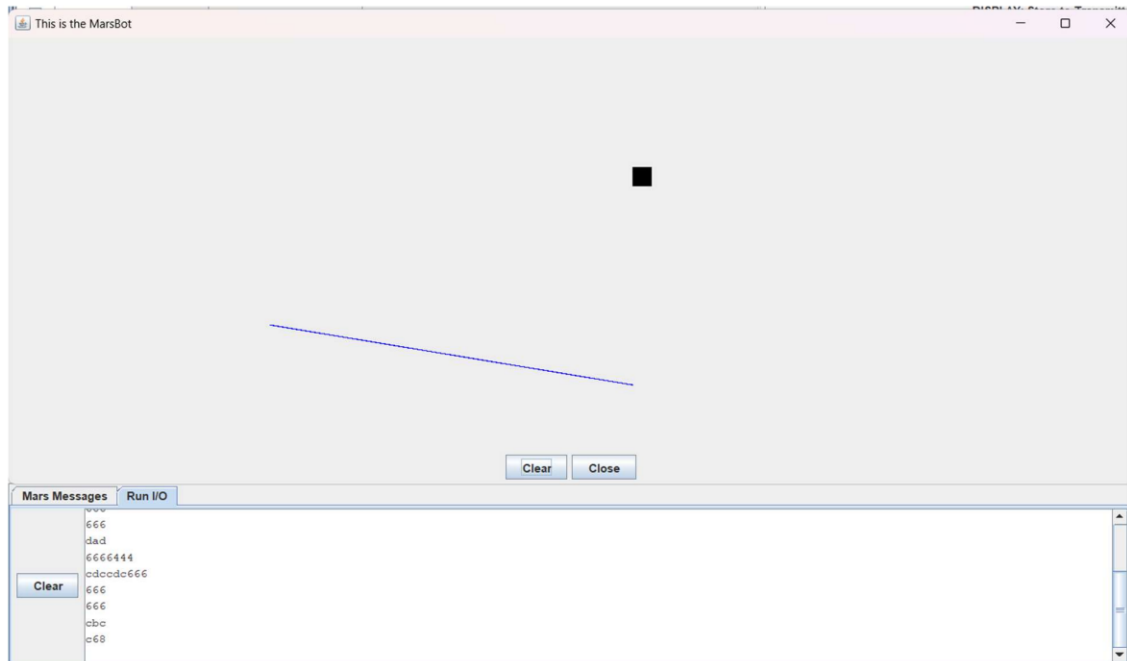 This is the MarsBot
Clear Close
Mars Messages Run I/O
666
dad
6666444
cdccdc666
Clear
666
666
cbc
c68